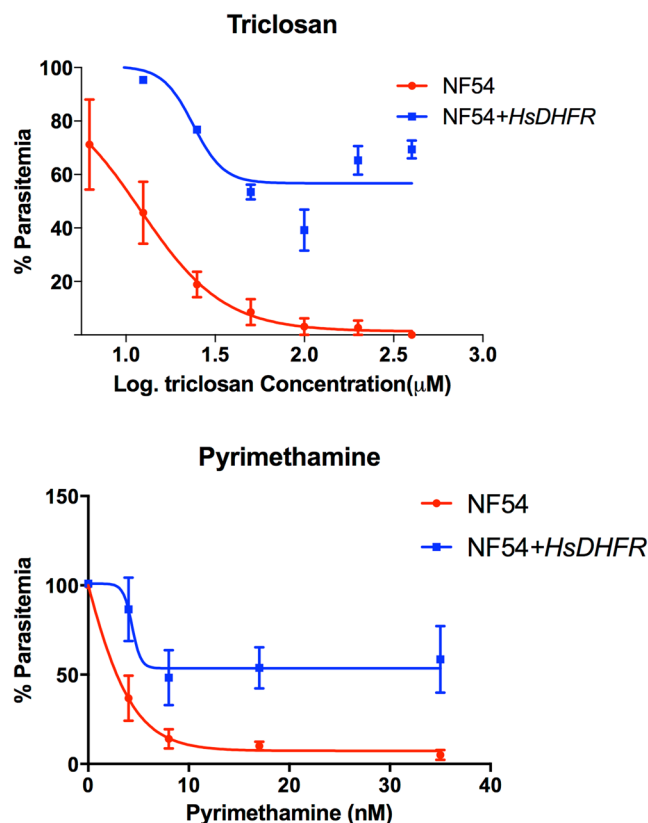 Triclosan
% Parasitemia
100
80
60
40
20
1.0 1.5 2.0 2.5 3.0
Log. triclosan Concentration(μM)
NF54
NF54+HsDHFR
Pyrimethamine
% Parasitemia
150
100
50
0
0 10 20 30 40
Pyrimethamine (nM)
NF54
NF54+HsDHFR